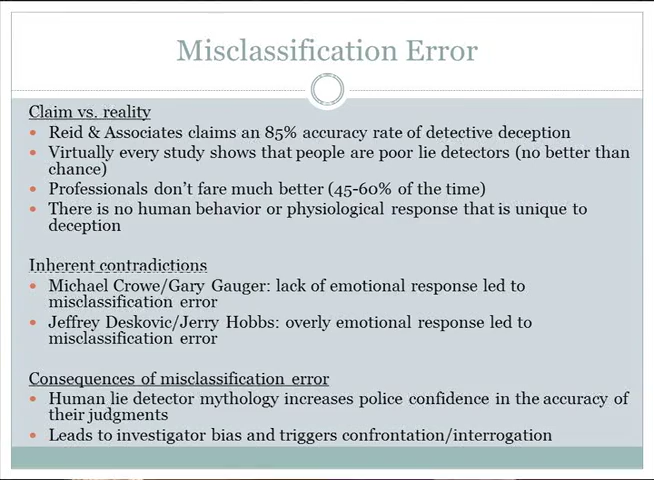 Misclassification Error
Claim vs. reality
• Reid & Associates claims an 85% accuracy rate of detective deception
• Virtually every study shows that people are poor lie detectors (no better than
chance)
• Professionals don't fare much better (45-60% of the time)
• There is no human behavior or physiological response that is unique to
deception
Inherent contradictions
• Michael Crowe/Gary Gauger: lack of emotional response led to
misclassification error
• Jeffrey Deskovic/Jerry Hobbs: overly emotional response led to
misclassification error
Consequences of misclassification error
• Human lie detector mythology increases police confidence in the accuracy of
their judgments
• Leads to investigator bias and triggers confrontation/interrogation